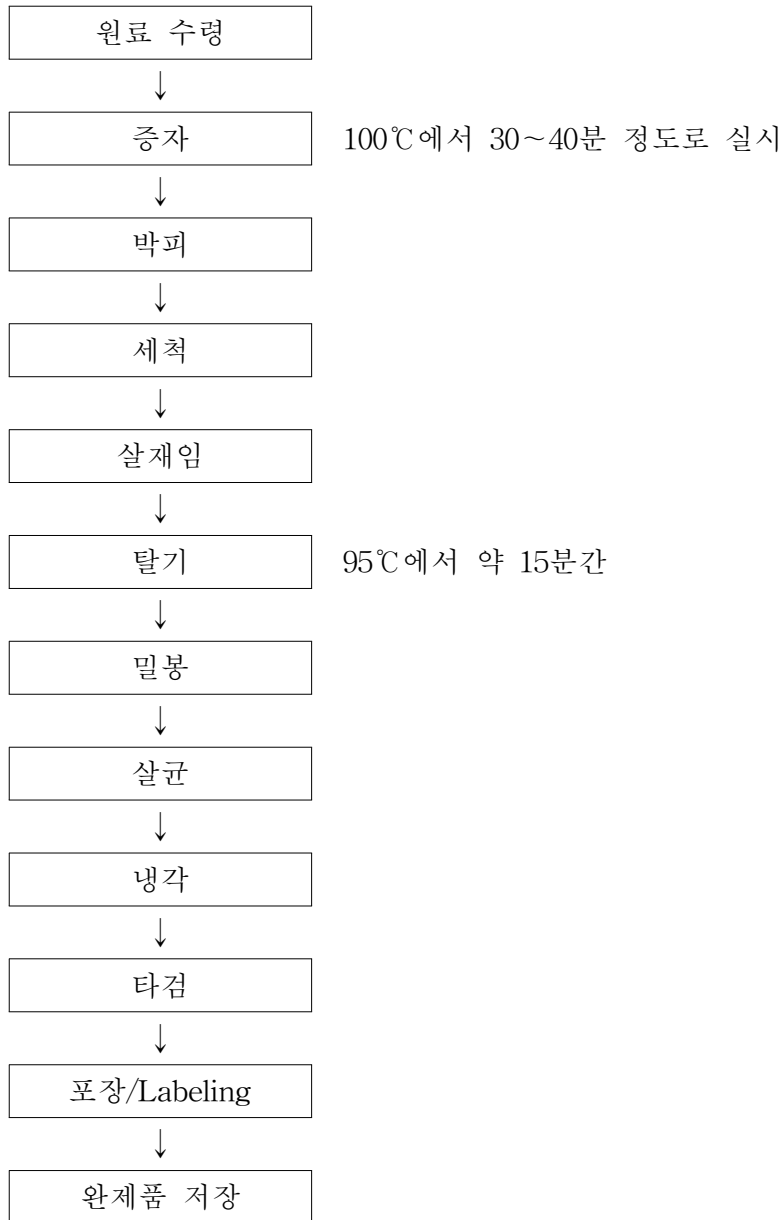 원료 수령
↓
증자 100℃에서 30~40분 정도로 실시
↓
박피
↓
세척
↓
살재임
↓
탈기 95℃에서 약 15분간
↓
밀봉
↓
살균
↓
냉각
↓
타검
↓
포장/Labeling
↓
완제품 저장